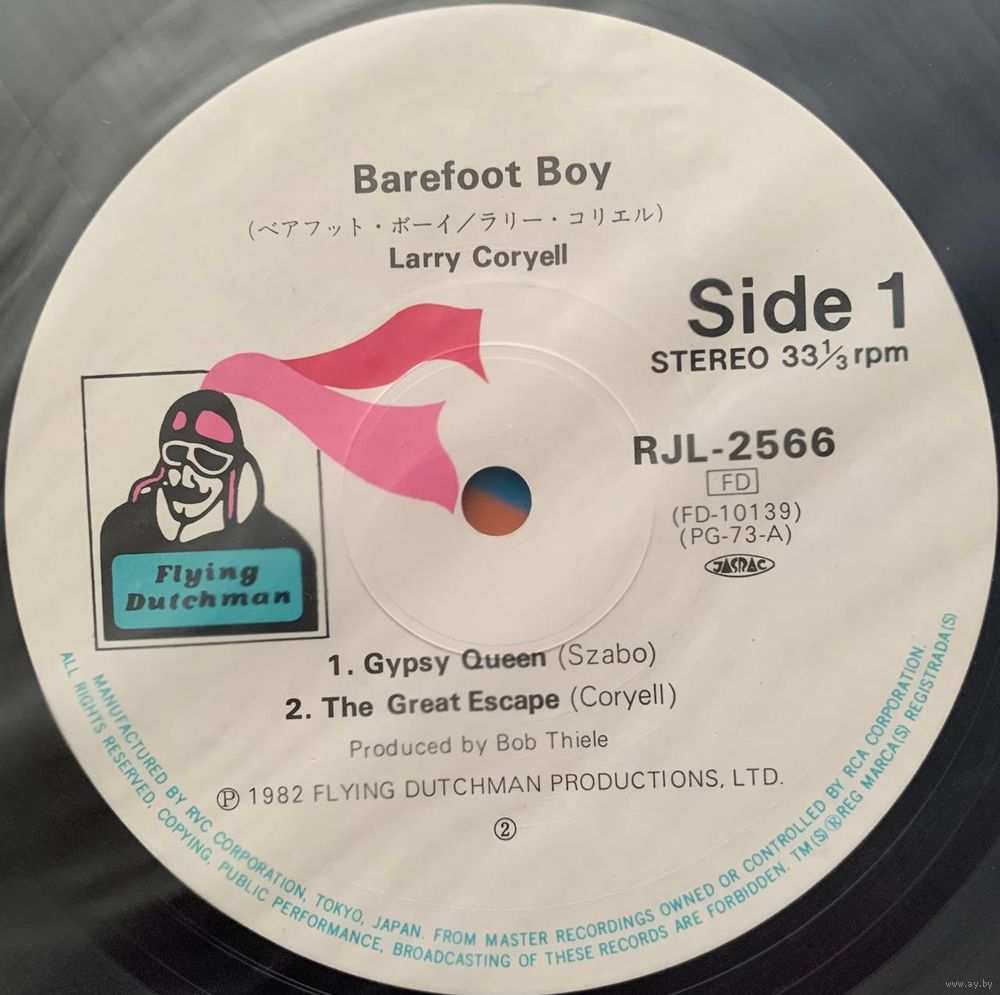 Barefoot Boy
(ベアフット・ボーイ／ラリー・コリエル)
Larry Coryell
Side 1
STEREO 33⅓ rpm
RJL-2566
FD
(FD-10139)
(PG-73-A)
JASRAC
Flying
Dutchman
1. Gypsy Queen (Szabo)
2. The Great Escape (Coryell)
Produced by Bob Thiele
Ⓟ 1982 FLYING DUTCHMAN PRODUCTIONS, LTD.
②
MANUFACTURED BY RVC CORPORATION, TOKYO, JAPAN. FROM MASTER RECORDINGS OWNED OR CONTROLLED BY RCA CORPORATION.
ALL RIGHTS RESERVED, COPYING, PUBLIC PERFORMANCE, BROADCASTING OF THESE RECORDS ARE FORBIDDEN. TM(S)®REG MARCA(S) REGISTRADA(S)
www.ay.by